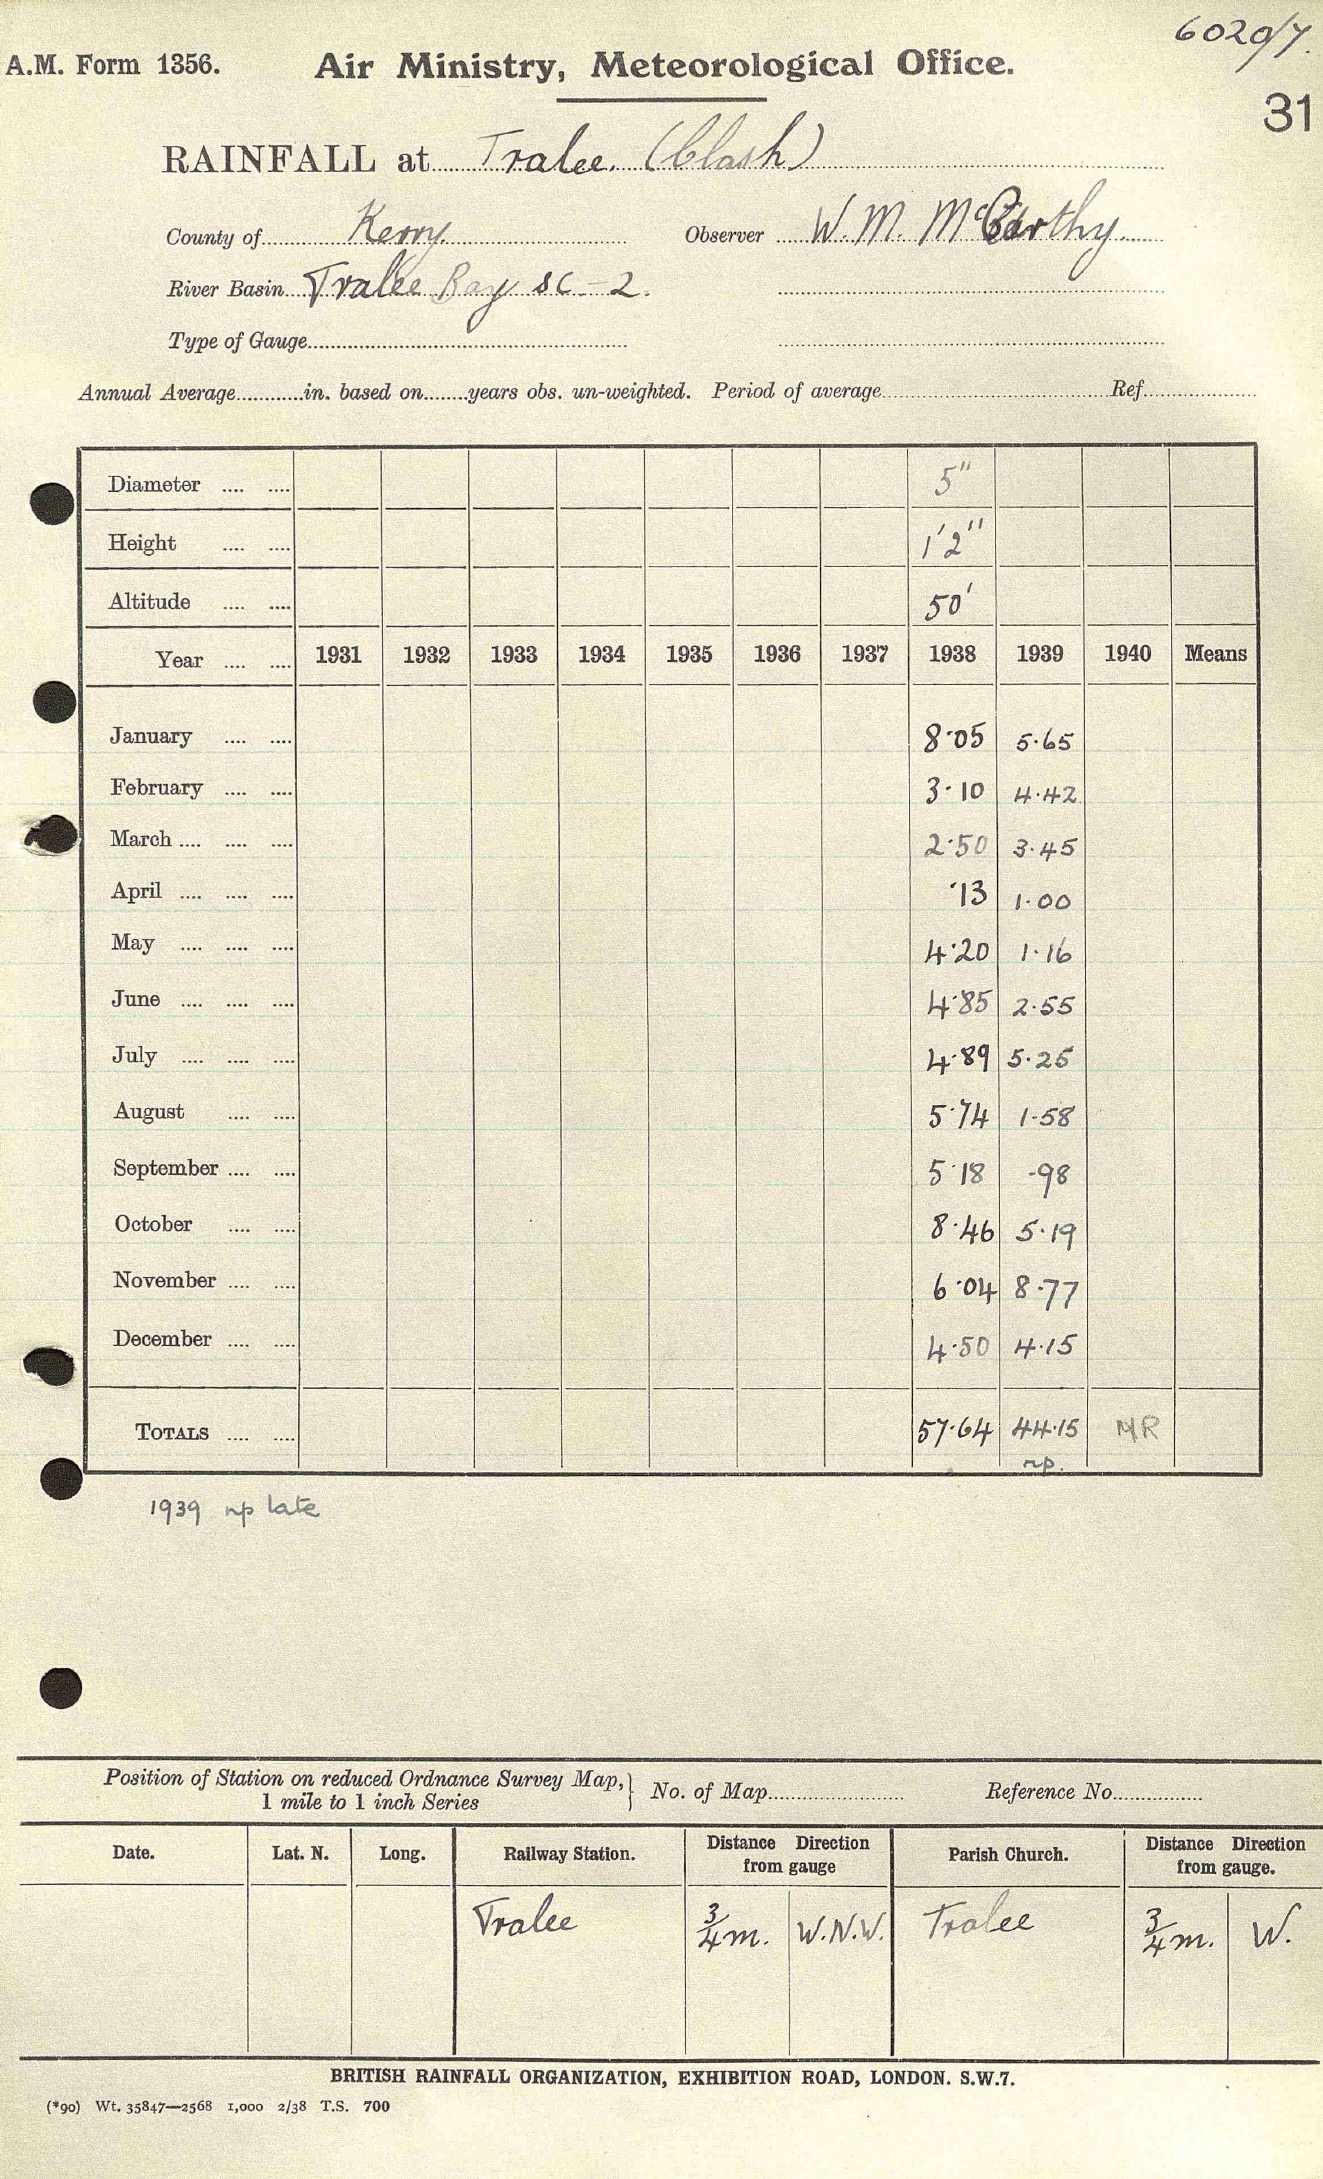 6020/7.
A.M. Form 1356. Air Ministry, Meteorological Office.
31
RAINFALL at Tralee. (Clash)
County of Kerry. Observer W. M. McCarthy.
River Basin Tralee Bay SC-2.
Type of Gauge
Annual Average in. based on years obs. un-weighted. Period of average Ref.
Diameter 5"
Height 1'2"
Altitude 50'
Year 1931 1932 1933 1934 1935 1936 1937 1938 1939 1940 Means
January 8·05 5·65
February 3·10 4·42
March 2·50 3·45
April ·13 1·00
May 4·20 1·16
June 4·85 2·55
July 4·89 5·25
August 5·74 1·58
September 5·18 ·98
October 8·46 5·19
November 6·04 8·77
December 4·50 4·15
TOTALS 57·64 44·15 NR
np.
1939 np late
Position of Station on reduced Ordnance Survey Map, 1 mile to 1 inch Series No. of Map Reference No.
Date. Lat. N. Long. Railway Station. Distance Direction from gauge Parish Church. Distance Direction from gauge.
Tralee 3/4 m. W.N.W. Tralee 3/4 m. W.
BRITISH RAINFALL ORGANIZATION, EXHIBITION ROAD, LONDON. S.W.7.
(*90) Wt. 35847—2568 1,000 2/38 T.S. 700